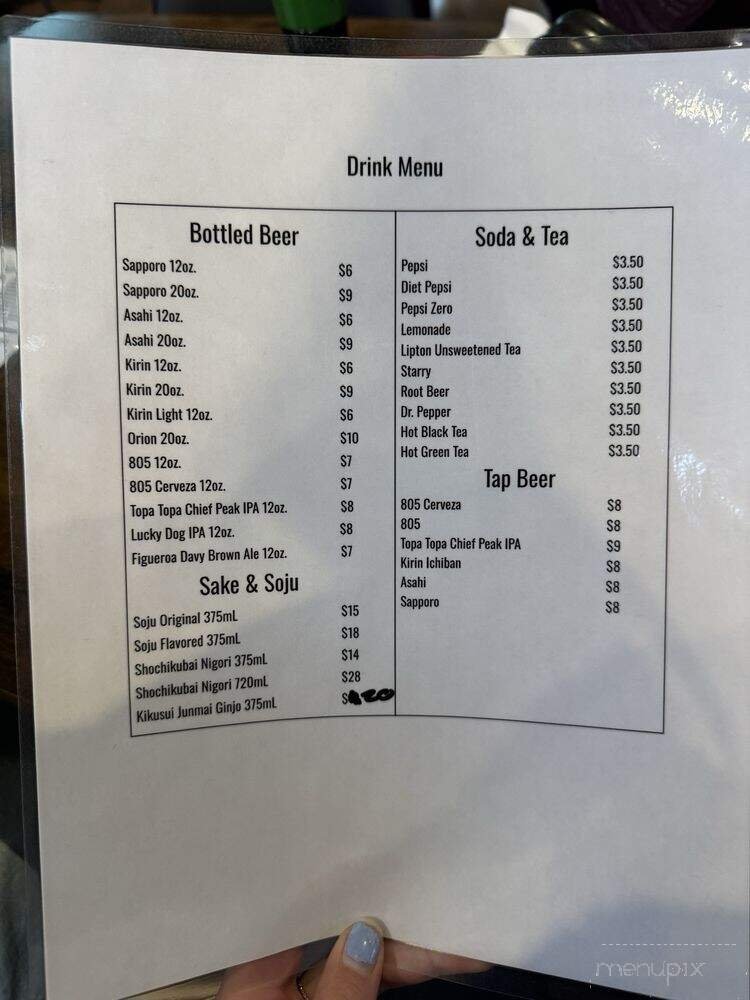 Drink Menu
Bottled Beer
Sapporo 12oz. $6
Sapporo 20oz. $9
Asahi 12oz. $6
Asahi 20oz. $9
Kirin 12oz. $6
Kirin 20oz. $9
Kirin Light 12oz. $6
Orion 20oz. $10
805 12oz. $7
805 Cerveza 12oz. $7
Topa Topa Chief Peak IPA 12oz. $8
Lucky Dog IPA 12oz. $8
Figueroa Davy Brown Ale 12oz. $7
Sake & Soju
Soju Original 375mL $15
Soju Flavored 375mL $18
Shochikubai Nigori 375mL $14
Shochikubai Nigori 720mL $28
Kikusui Junmai Ginjo 375mL $20
Soda & Tea
Pepsi $3.50
Diet Pepsi $3.50
Pepsi Zero $3.50
Lemonade $3.50
Lipton Unsweetened Tea $3.50
Starry $3.50
Root Beer $3.50
Dr. Pepper $3.50
Hot Black Tea $3.50
Hot Green Tea $3.50
Tap Beer
805 Cerveza $8
805 $8
Topa Topa Chief Peak IPA $9
Kirin Ichiban $8
Asahi $8
Sapporo $8
menupix